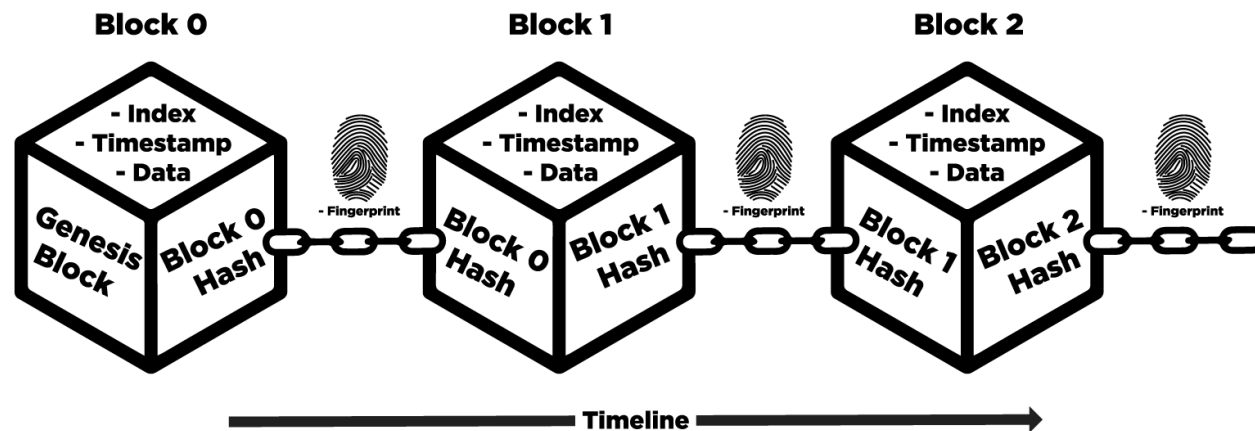 Block 0
Block 1
Block 2
- Index
- Timestamp
- Data
Genesis
Block
Block 0
Hash
- Fingerprint
- Index
- Timestamp
- Data
Block 0
Hash
Block 1
Hash
- Fingerprint
- Index
- Timestamp
- Data
Block 1
Hash
Block 2
Hash
- Fingerprint
Timeline